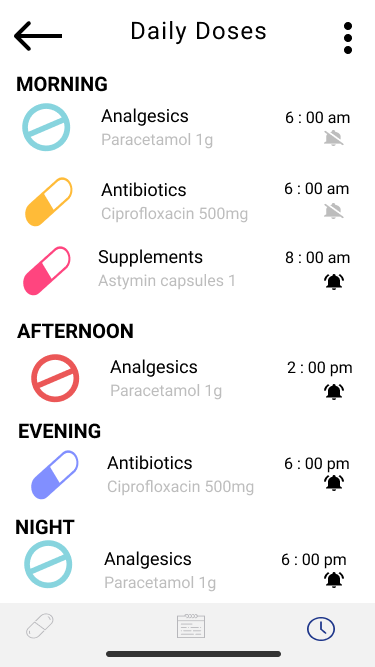 Daily Doses
MORNING
Analgesics 6 : 00 am
Paracetamol 1g
Antibiotics 6 : 00 am
Ciprofloxacin 500mg
Supplements 8 : 00 am
Astymin capsules 1
AFTERNOON
Analgesics 2 : 00 pm
Paracetamol 1g
EVENING
Antibiotics 6 : 00 pm
Ciprofloxacin 500mg
NIGHT
Analgesics 6 : 00 pm
Paracetamol 1g